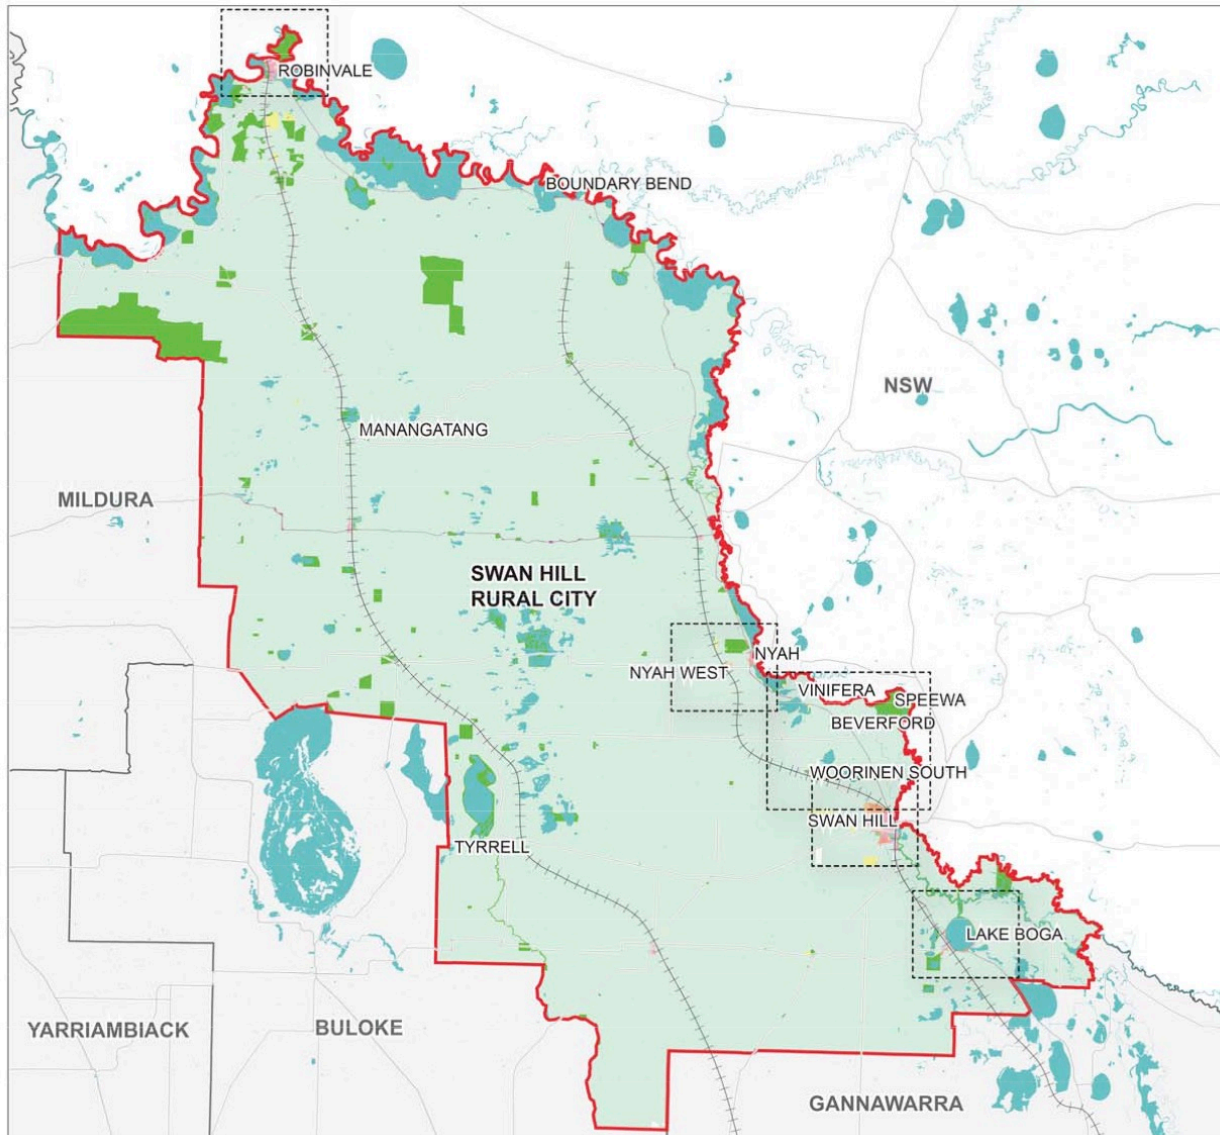 ROBINVALE
BOUNDARY BEND
NSW
MANANGATANG
MILDURA
SWAN HILL
RURAL CITY
NYAH
NYAH WEST
VINIFERA
SPEEWA
BEVERFORD
WOORINEN SOUTH
SWAN HILL
TYRRELL
LAKE BOGA
YARRIAMBIACK
BULOKE
GANNAWARRA